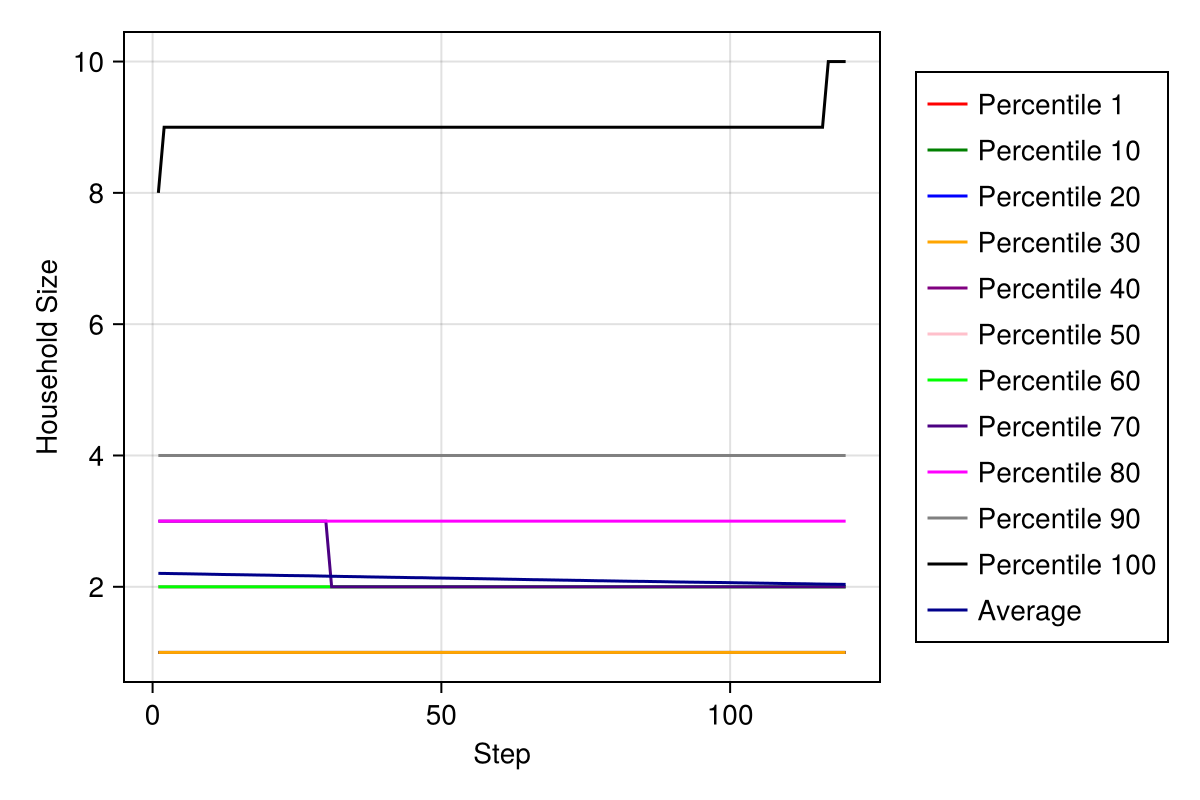 10
8
6
4
2
Household Size
0 50 100
Step
Percentile 1
Percentile 10
Percentile 20
Percentile 30
Percentile 40
Percentile 50
Percentile 60
Percentile 70
Percentile 80
Percentile 90
Percentile 100
Average